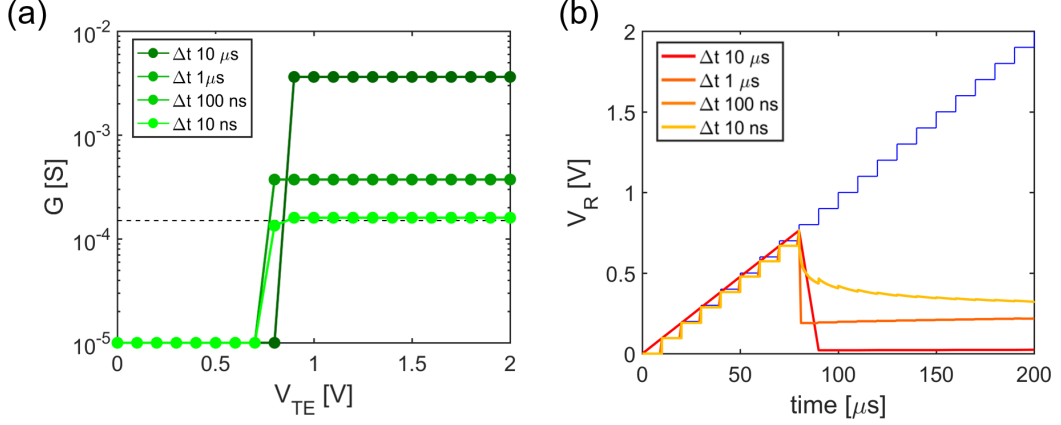 (a)
10^-2
10^-3
10^-4
10^-5
G [S]
Δt 10 μs
Δt 1μs
Δt 100 ns
Δt 10 ns
0 0.5 1 1.5 2
V_TE [V]
(b)
2
1.5
1
0.5
0
V_R [V]
Δt 10 μs
Δt 1 μs
Δt 100 ns
Δt 10 ns
0 50 100 150 200
time [μs]